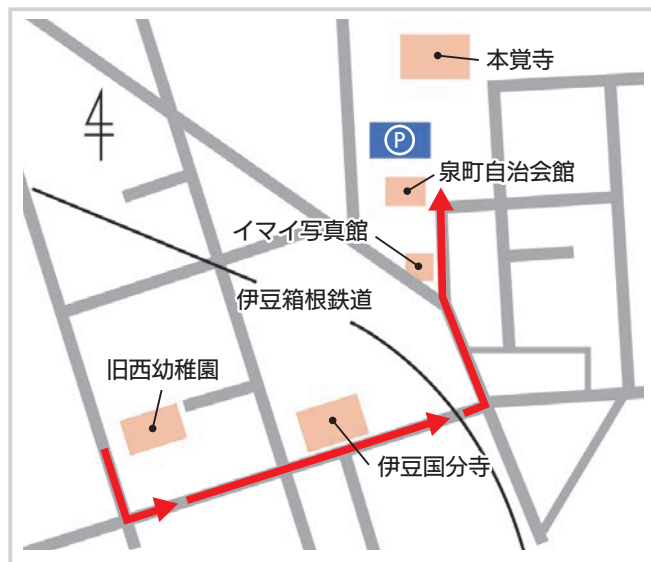 本覚寺
P
泉町自治会館
イマイ写真館
伊豆箱根鉄道
旧西幼稚園
伊豆国分寺